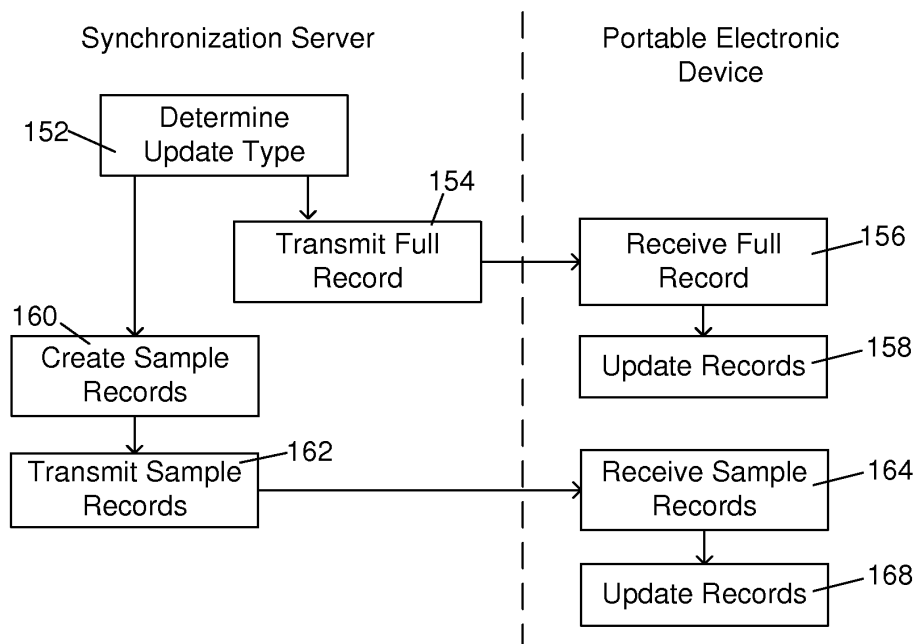 Synchronization Server
Portable Electronic
Device
152
Determine
Update Type
154
Transmit Full
Record
Receive Full
Record
156
160
Create Sample
Records
Update Records
158
162
Transmit Sample
Records
Receive Sample
Records
164
Update Records
168